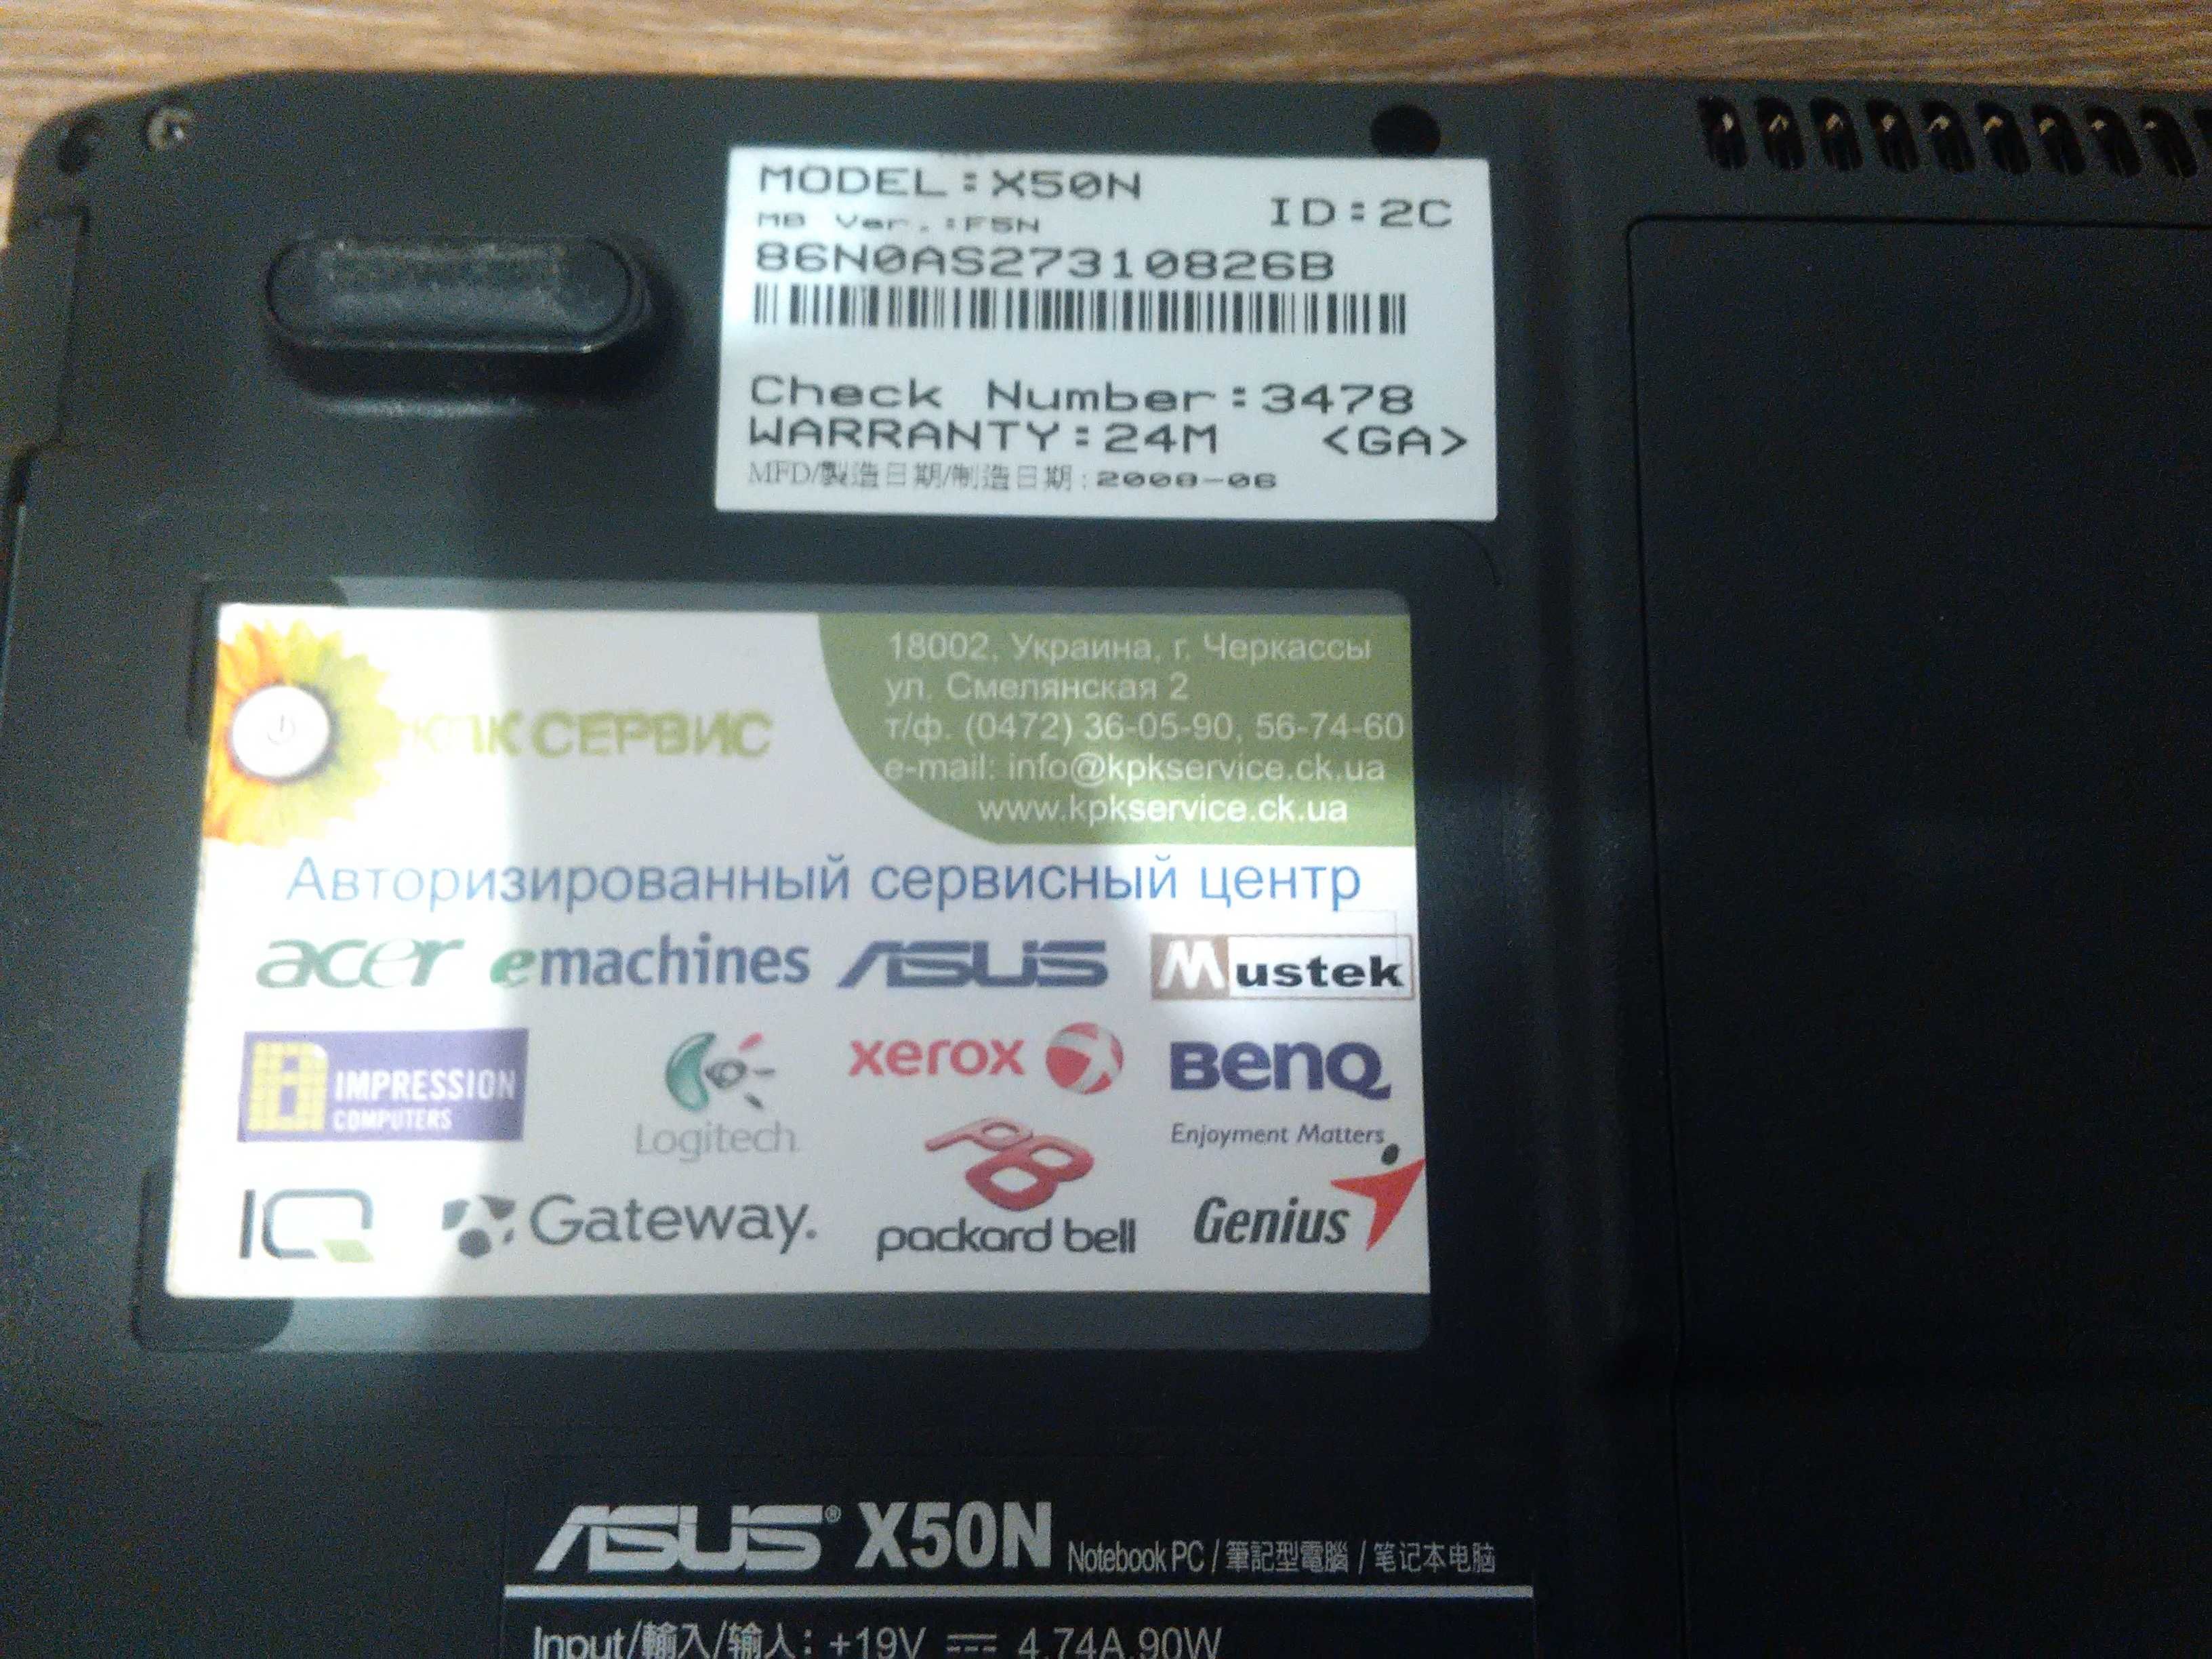 MODEL:X50N
ID:2C
MB Ver.:F5N
86N0AS27310826B
Check Number:3478
WARRANTY:24M <GA>
MFD/製造日期/制造日期:2008-06
18002, Украина, г. Черкассы
ул. Смелянская 2
т/ф. (0472) 36-05-90, 56-74-60
e-mail: info@kpkservice.ck.ua
www.kpkservice.ck.ua
КПК СЕРВИС
Авторизированный сервисный центр
acer emachines ASUS Mustek
IMPRESSION
COMPUTERS
Logitech
xerox
BenQ
Enjoyment Matters
IQ Gateway. packard bell Genius
ASUS® X50N Notebook PC / 筆記型電腦 / 笔记本电脑
Input/輸入/输入: +19V ⎓ 4.74A,90W